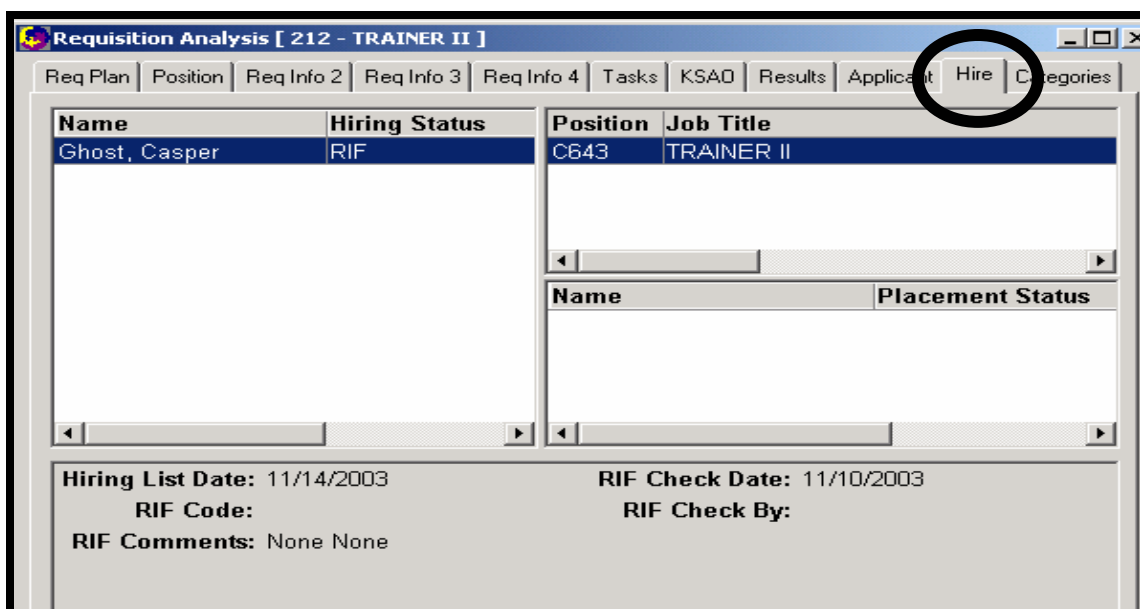 Requisition Analysis [ 212 - TRAINER II ]
Req Plan Position Req Info 2 Req Info 3 Req Info 4 Tasks KSAO Results Applicant Hire Categories
Name Hiring Status
Ghost, Casper RIF
Position Job Title
C643 TRAINER II
Name Placement Status
Hiring List Date: 11/14/2003 RIF Check Date: 11/10/2003
RIF Code: RIF Check By:
RIF Comments: None None